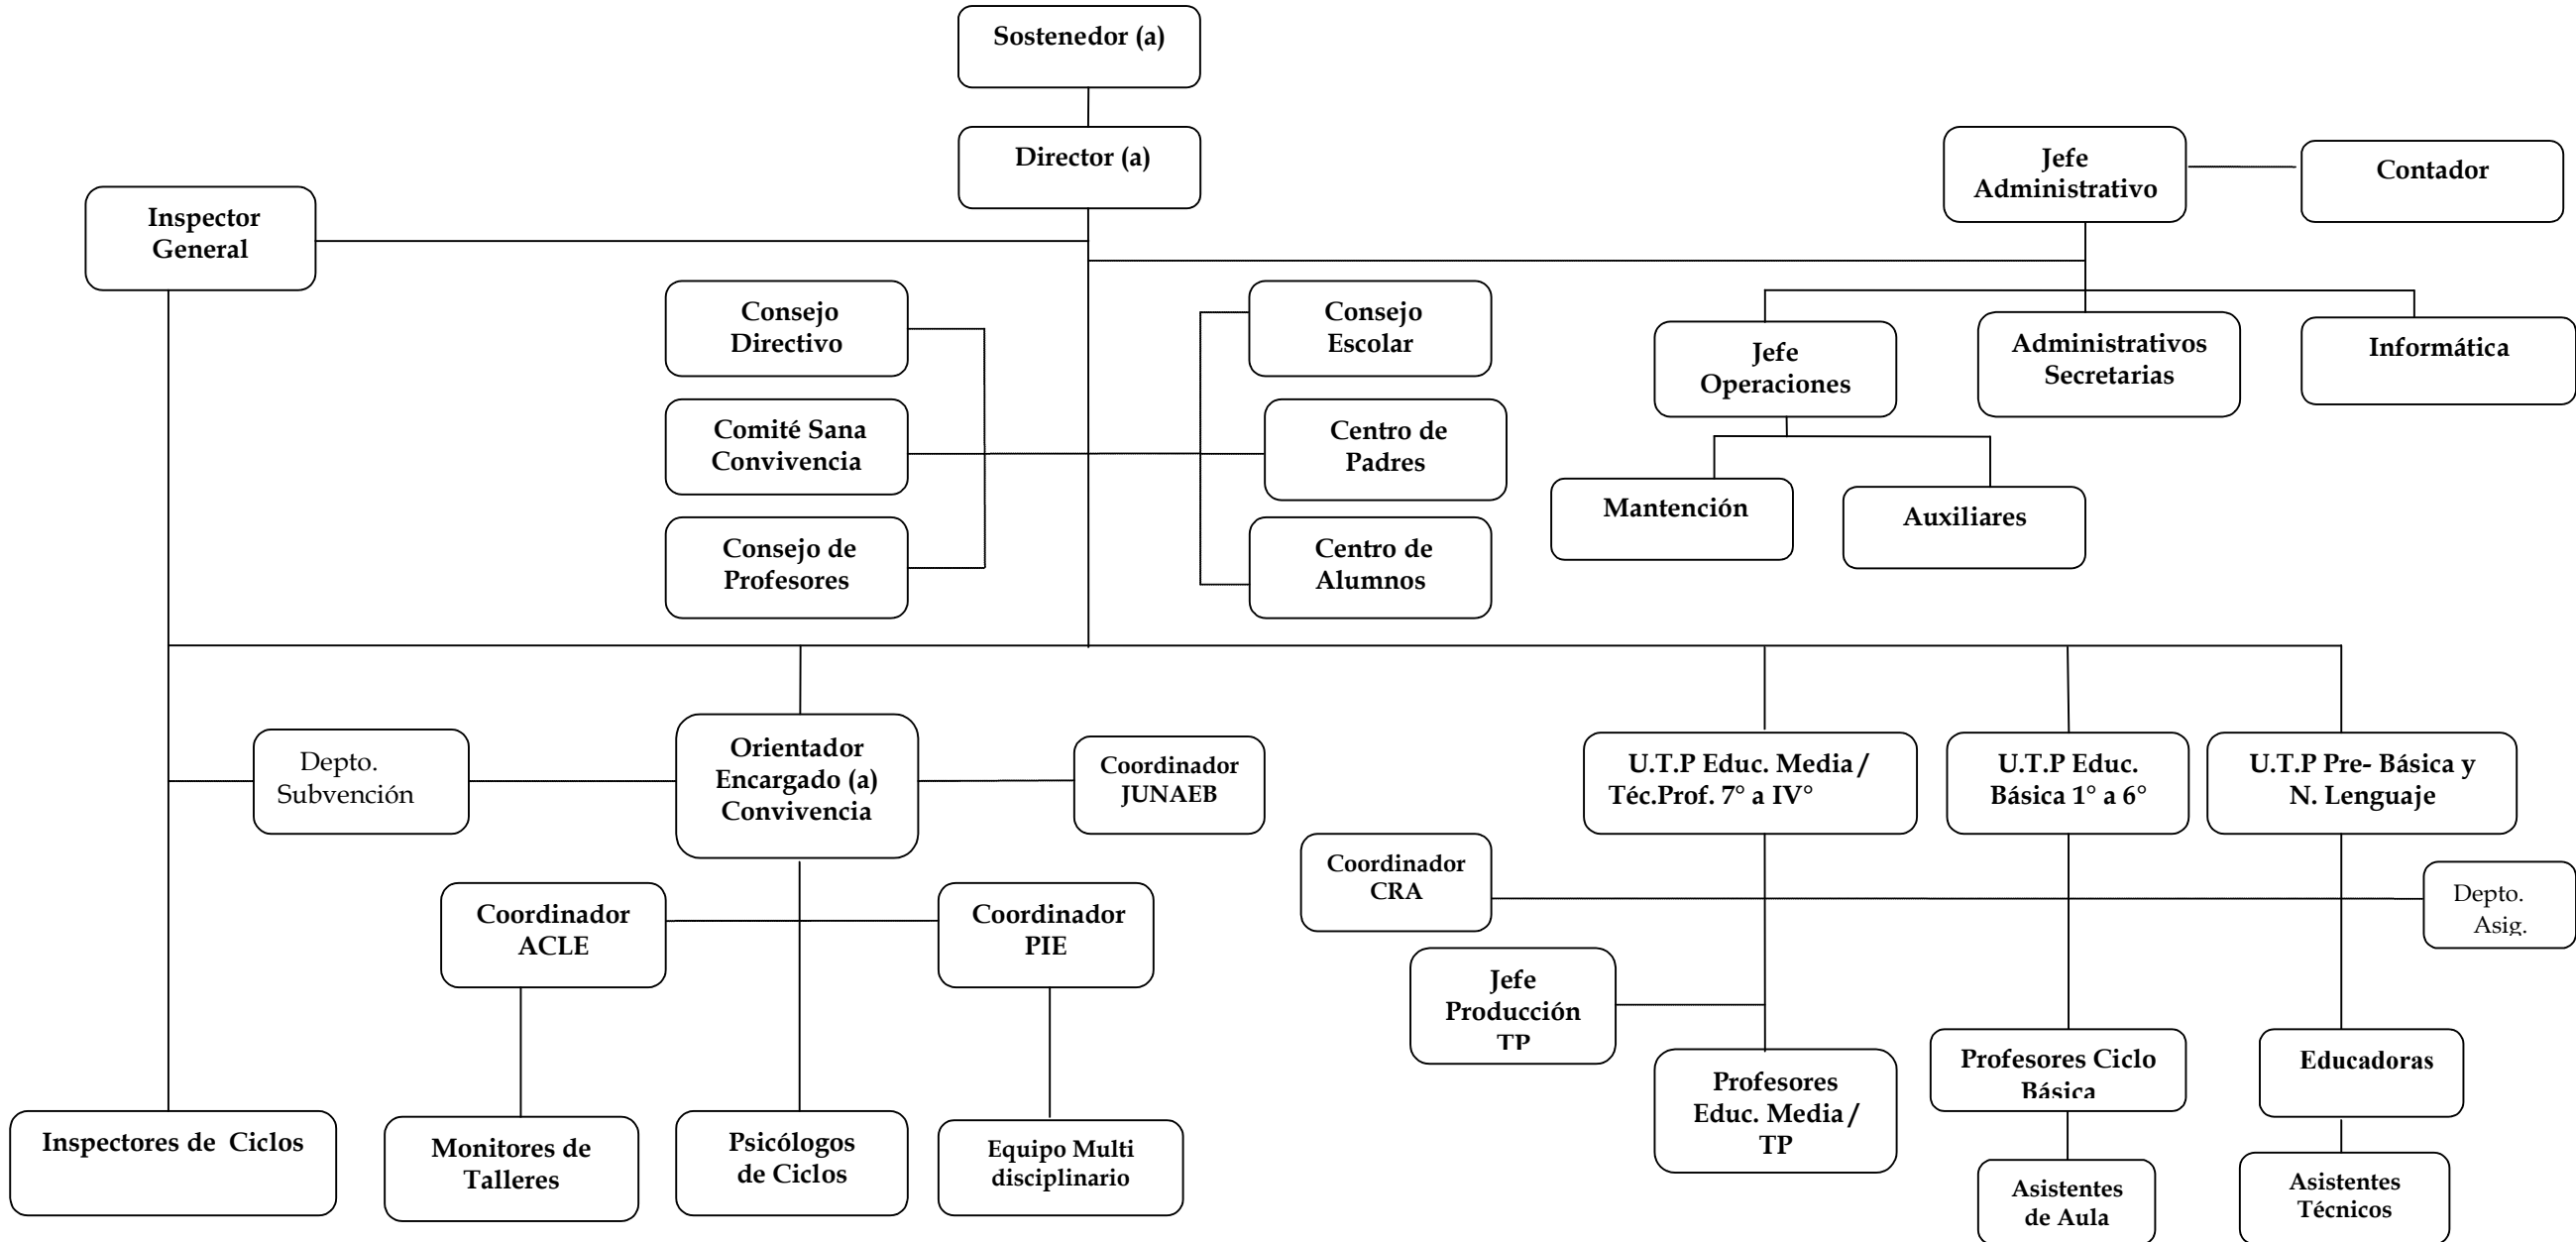 Sostenedor (a)
Director (a)
Jefe
Administrativo
Contador
Inspector
General
Consejo
Directivo
Consejo
Escolar
Jefe
Operaciones
Administrativos
Secretarias
Informática
Comité Sana
Convivencia
Centro de
Padres
Mantención
Auxiliares
Consejo de
Profesores
Centro de
Alumnos
Depto.
Subvención
Orientador
Encargado (a)
Convivencia
Coordinador
JUNAEB
U.T.P Educ. Media/
Téc.Prof. 7° a IV°
U.T.P Educ.
Básica 1° a 6°
U.T.P Pre- Básica y
N. Lenguaje
Coordinador
CRA
Depto.
Asig.
Coordinador
ACLE
Coordinador
PIE
Jefe
Producción
TP
Profesores
Educ. Media/
TP
Profesores Ciclo
Básica
Educadoras
Inspectores de Ciclos
Monitores de
Talleres
Psicólogos
de Ciclos
Equipo Multi
disciplinario
Asistentes
de Aula
Asistentes
Técnicos